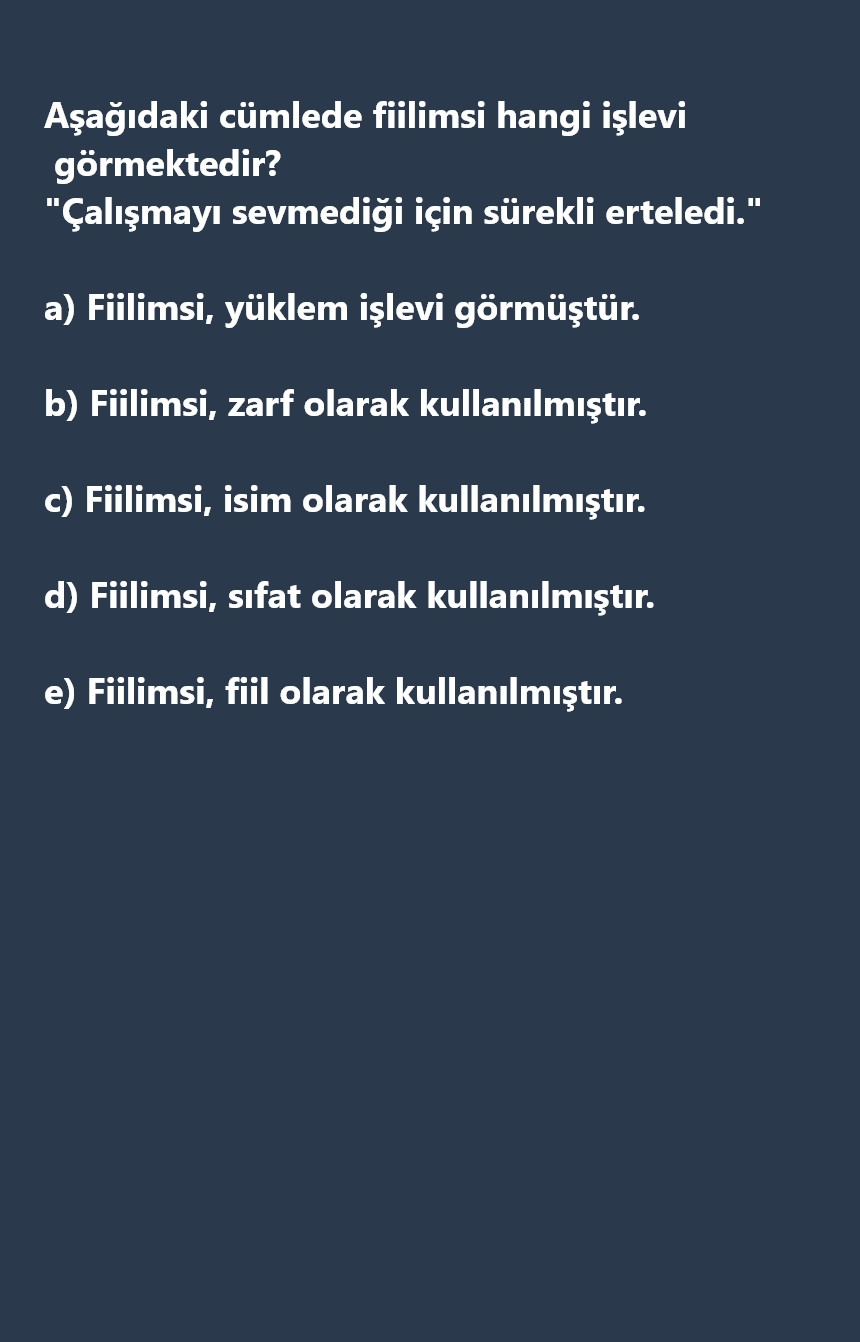 Aşağıdaki cümlede fiilimsi hangi işlevi
görmektedir?
"Çalışmayı sevmediği için sürekli erteledi."
a) Fiilimsi, yüklem işlevi görmüştür.
b) Fiilimsi, zarf olarak kullanılmıştır.
c) Fiilimsi, isim olarak kullanılmıştır.
d) Fiilimsi, sıfat olarak kullanılmıştır.
e) Fiilimsi, fiil olarak kullanılmıştır.